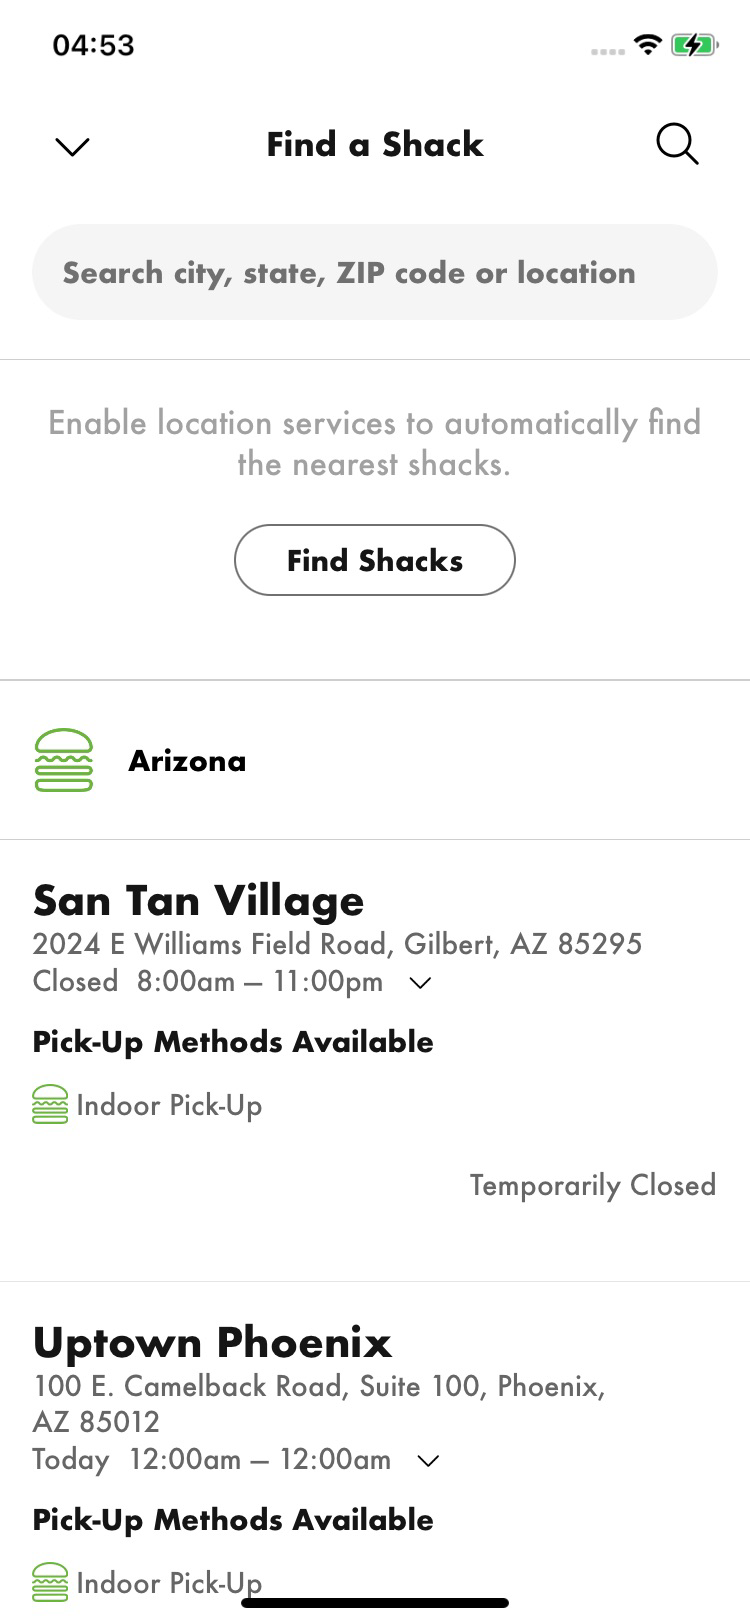 04:53
Find a Shack
Search city, state, ZIP code or location
Enable location services to automatically find
the nearest shacks.
Find Shacks
Arizona
San Tan Village
2024 E Williams Field Road, Gilbert, AZ 85295
Closed 8:00am – 11:00pm
Pick-Up Methods Available
Indoor Pick-Up
Temporarily Closed
Uptown Phoenix
100 E. Camelback Road, Suite 100, Phoenix,
AZ 85012
Today 12:00am – 12:00am
Pick-Up Methods Available
Indoor Pick-Up